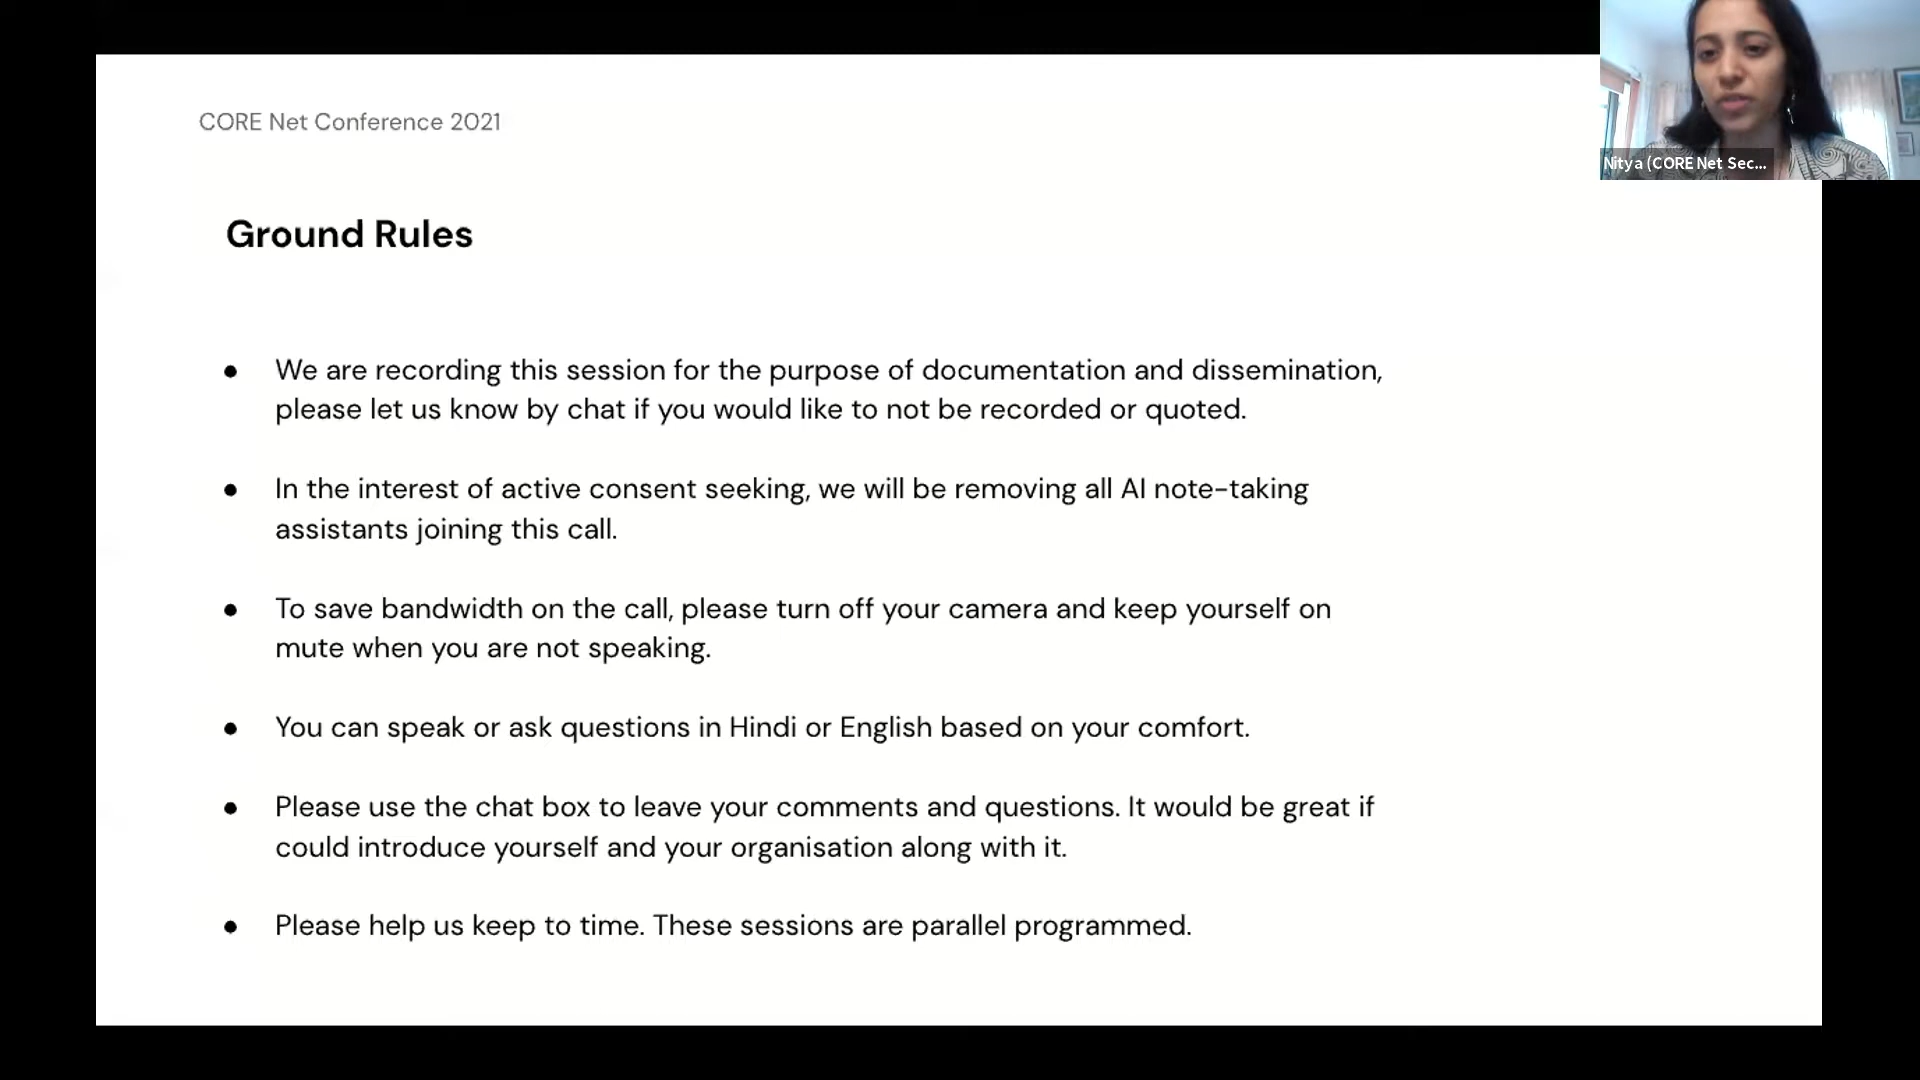 CORE Net Conference 2021
Nitya (CORE Net Sec...
Ground Rules
● We are recording this session for the purpose of documentation and dissemination,
please let us know by chat if you would like to not be recorded or quoted.
● In the interest of active consent seeking, we will be removing all AI note-taking
assistants joining this call.
● To save bandwidth on the call, please turn off your camera and keep yourself on
mute when you are not speaking.
● You can speak or ask questions in Hindi or English based on your comfort.
● Please use the chat box to leave your comments and questions. It would be great if
could introduce yourself and your organisation along with it.
● Please help us keep to time. These sessions are parallel programmed.